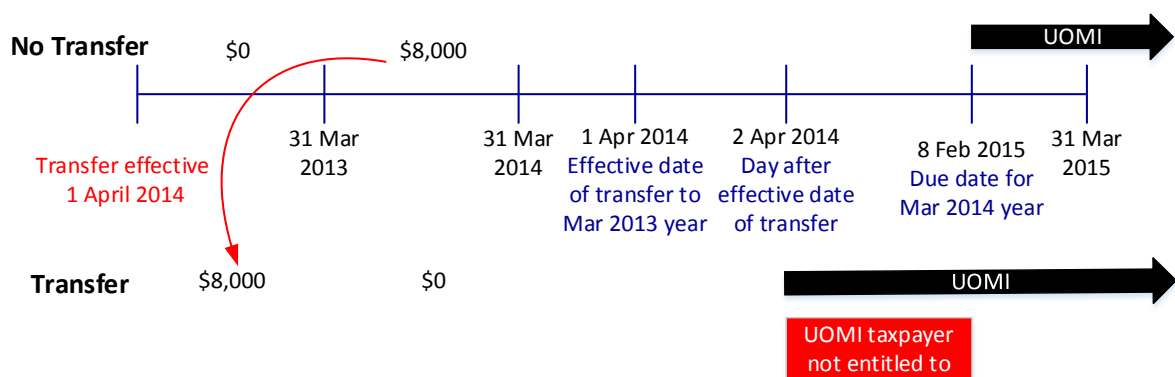 No Transfer
$0
$8,000
UOMI
Transfer effective
1 April 2014
31 Mar
2013
31 Mar
2014
1 Apr 2014
Effective date
of transfer to
Mar 2013 year
2 Apr 2014
Day after
effective date
of transfer
8 Feb 2015
Due date for
Mar 2014 year
31 Mar
2015
Transfer
$8,000
$0
UOMI
UOMI taxpayer
not entitled to